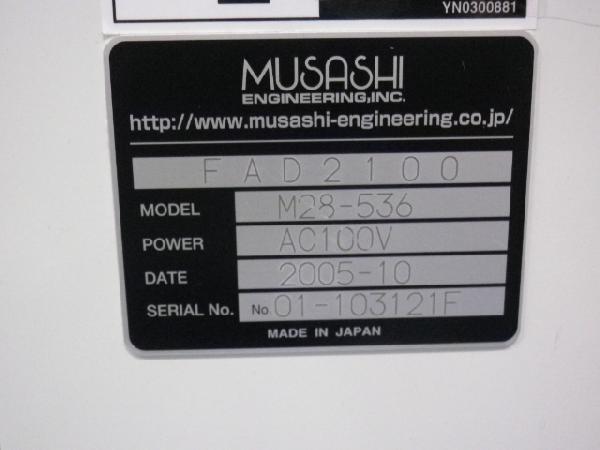 YN0300881
MUSASHI
ENGINEERING,INC.
http://www.musashi-engineering.co.jp/
FAD2100
MODEL M28-536
POWER AC100V
DATE 2005-10
SERIAL No. No.01-103121F
MADE IN JAPAN